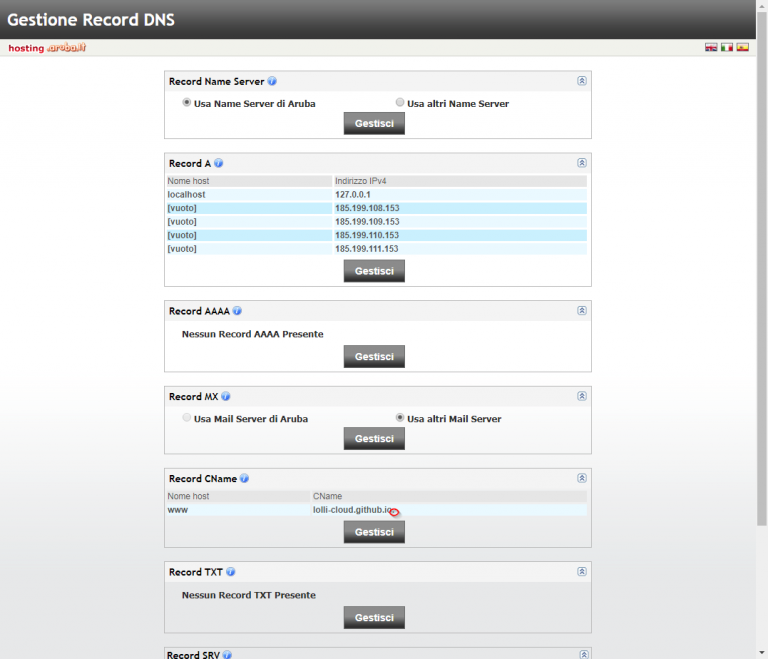 Gestione Record DNS
hosting.aruba.it
Record Name Server
Usa Name Server di Aruba Usa altri Name Server
Gestisci
Record A
Nome host Indirizzo IPv4
localhost 127.0.0.1
[vuoto] 185.199.108.153
[vuoto] 185.199.109.153
[vuoto] 185.199.110.153
[vuoto] 185.199.111.153
Gestisci
Record AAAA
Nessun Record AAAA Presente
Gestisci
Record MX
Usa Mail Server di Aruba Usa altri Mail Server
Gestisci
Record CName
Nome host CName
www lolli-cloud.github.io.
Gestisci
Record TXT
Nessun Record TXT Presente
Gestisci
Record SRV